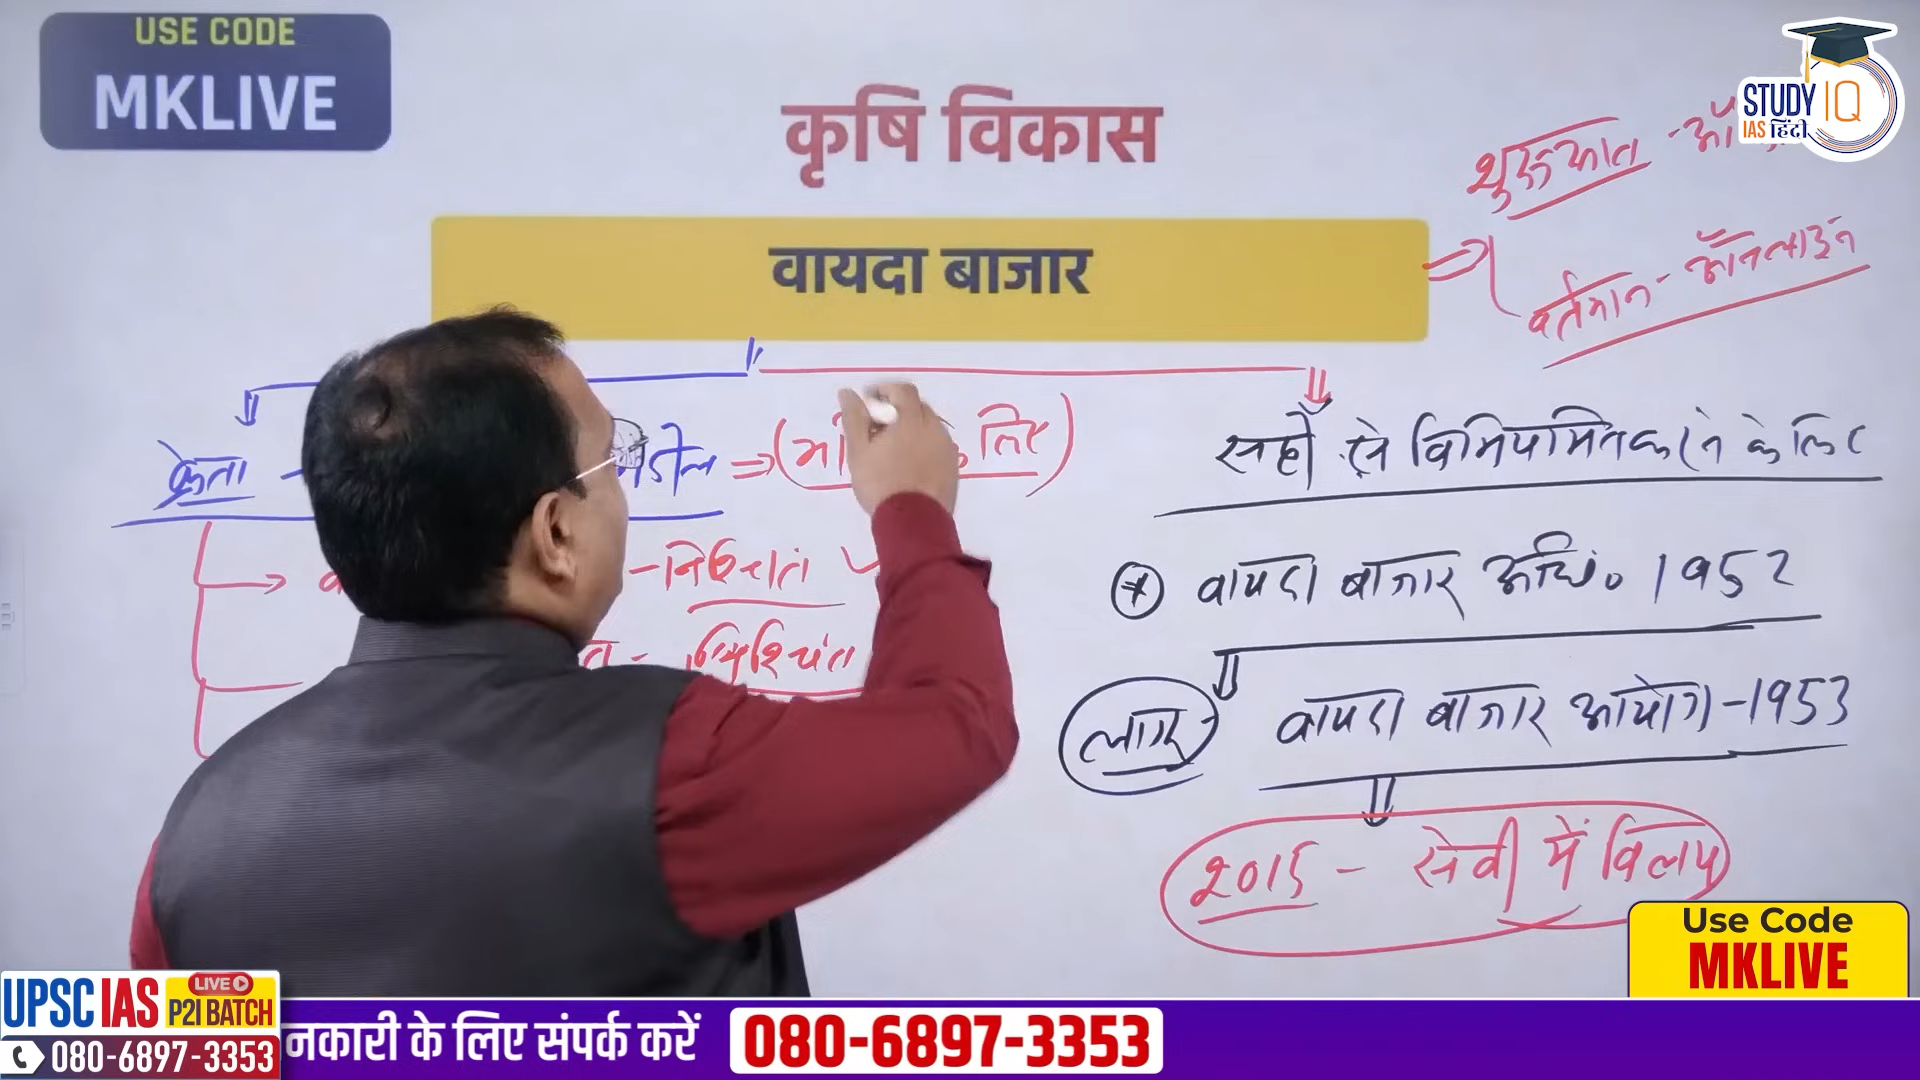 USE CODE
MKLIVE
STUDY IQ
IAS हिंदी
कृषि विकास
वायदा बाजार
शुरूआत -
वर्तमान - ऑनलाइन
क्रेता -
लिए)
सही से विनियमित करने के लिए
- निश्चित
* वायदा बाजार अधि० 1952
लागू
वायदा बाजार आयोग - 1953
2015 - सेबी में विलय
Use Code
MKLIVE
UPSC IAS LIVE
P2I BATCH
080-6897-3353
नकारी के लिए संपर्क करें 080-6897-3353